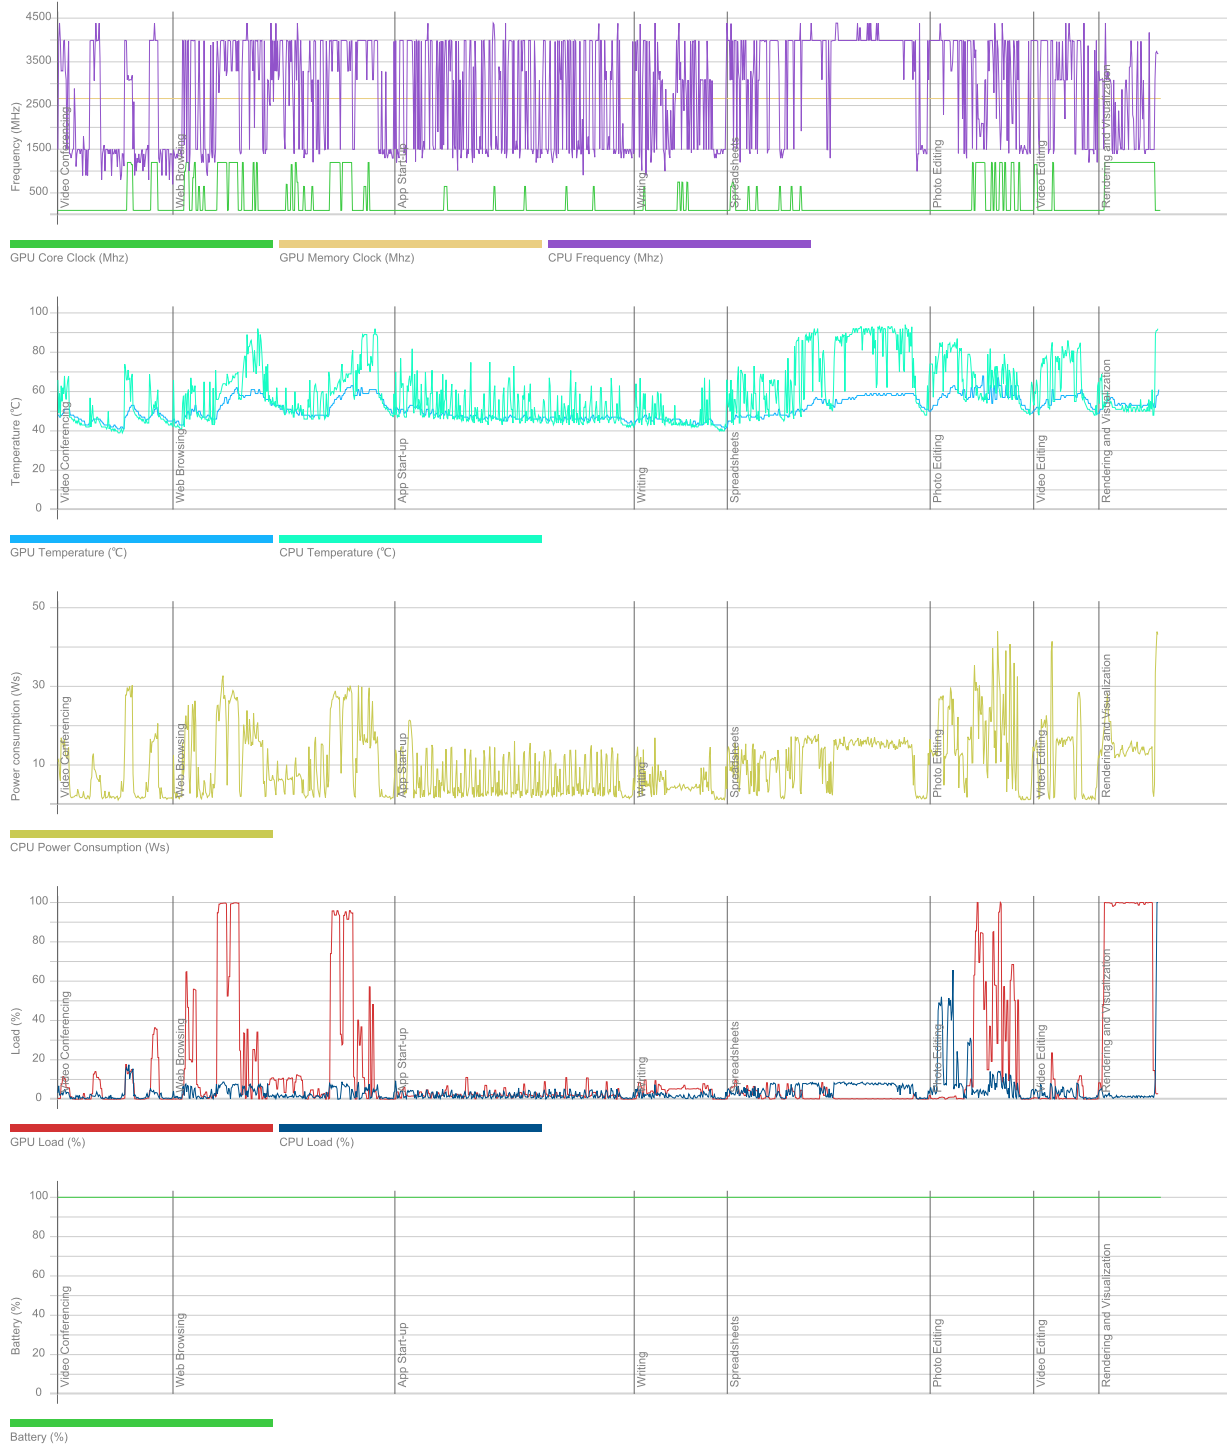 4500
3500
2500
1500
500
Frequency (MHz)
Video Conferencing
Web Browsing
App Start-up
Writing
Spreadsheets
Photo Editing
Video Editing
Rendering and Visualization
GPU Core Clock (Mhz)
GPU Memory Clock (Mhz)
CPU Frequency (Mhz)
100
80
60
40
20
0
Temperature (℃)
Video Conferencing
Web Browsing
App Start-up
Writing
Spreadsheets
Photo Editing
Video Editing
Rendering and Visualization
GPU Temperature (℃)
CPU Temperature (℃)
50
30
10
Power consumption (Ws)
Video Conferencing
Web Browsing
App Start-up
Writing
Spreadsheets
Photo Editing
Video Editing
Rendering and Visualization
CPU Power Consumption (Ws)
100
80
60
40
20
0
Load (%)
Video Conferencing
Web Browsing
App Start-up
Writing
Spreadsheets
Photo Editing
Video Editing
Rendering and Visualization
GPU Load (%)
CPU Load (%)
100
80
60
40
20
0
Battery (%)
Video Conferencing
Web Browsing
App Start-up
Writing
Spreadsheets
Photo Editing
Video Editing
Rendering and Visualization
Battery (%)